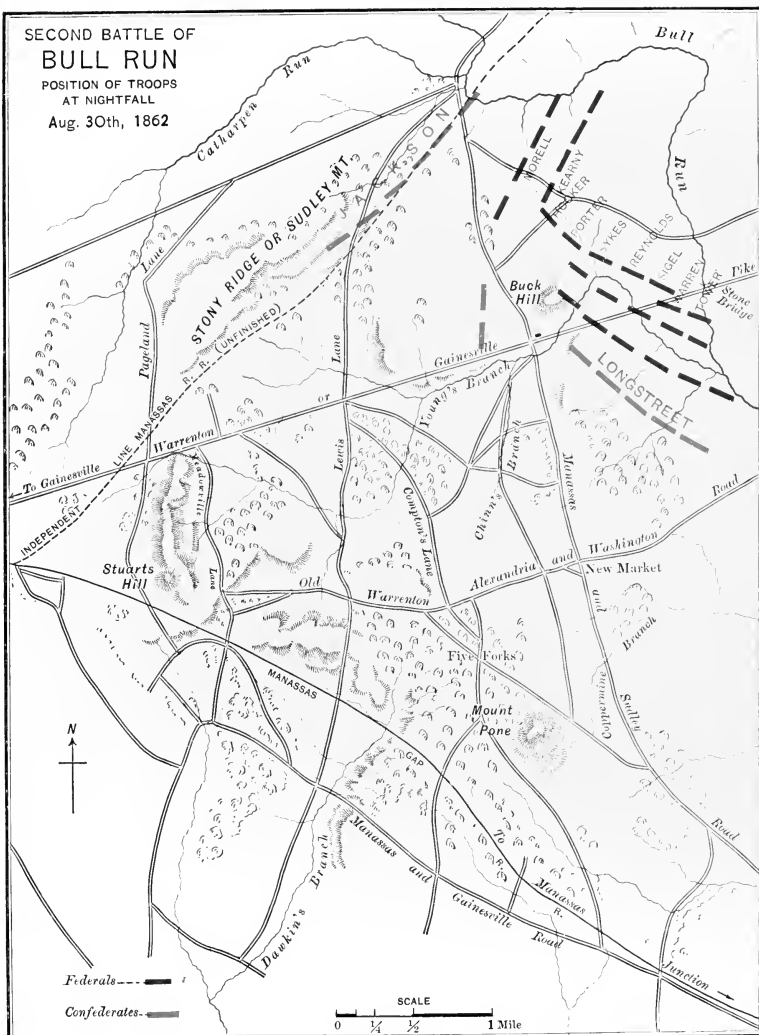 SECOND BATTLE OF
BULL RUN
POSITION OF TROOPS
AT NIGHTFALL
Aug. 30th, 1862
Catharpen Run
Bull Run
JACKSON
MORELL
KEARNY
HOOKER
PORTER
SYKES
REYNOLDS
SIGEL
WARREN
TOWER
STONY RIDGE OR SUDLEY MT.
Pageland Lane
INDEPENDENT LINE MANASSAS R. R. (UNFINISHED)
Buck Hill
Stone Bridge
LONGSTREET
To Gainesville
Warrenton or Gainesville Pike
Young's Branch
Lewis Lane
Compton's Lane
Chinn's Branch
Manassas and Sudley Road
Stuarts Hill
Lane
Old Warrenton Alexandria and Washington Road
New Market
Five Forks
Mount Pone
Coppermine Branch
MANASSAS GAP R.
To Manassas Junction
N
Dawkin's Branch
Manassas and Gainesville Road
Federals
Confederates
SCALE
0 ¼ ½ 1 Mile